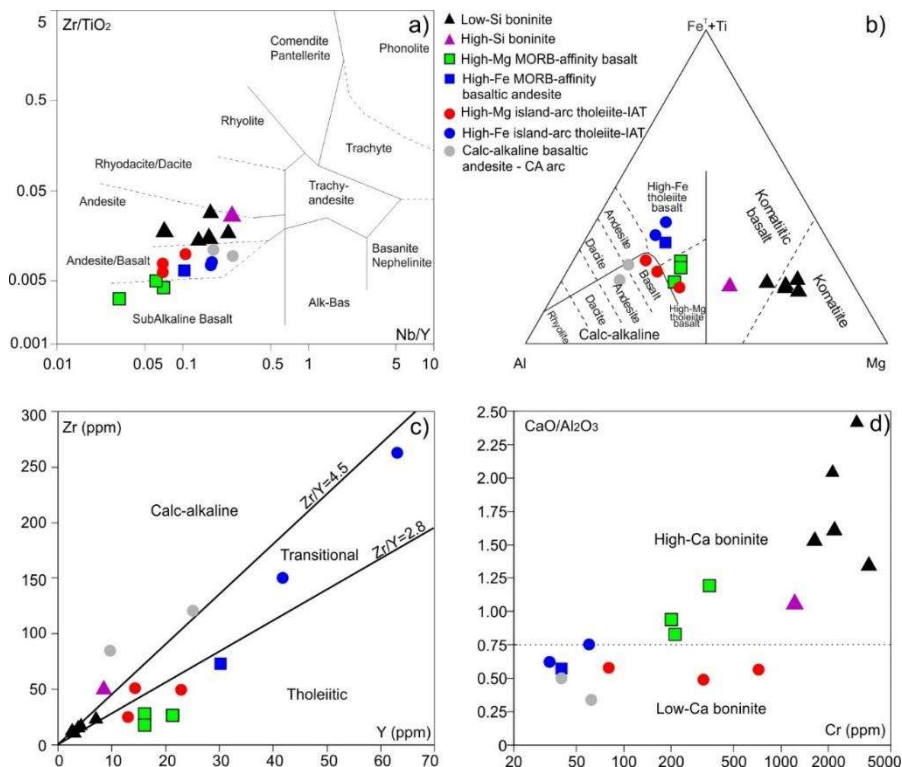 Zr/TiO2
a)
5
0.5
0.05
0.005
0.001
0.01
0.05
0.1
0.5
1
5
10
Nb/Y
Comendite
Pantellerite
Phonolite
Rhyolite
Trachyte
Rhyodacite/Dacite
Trachy-
andesite
Andesite
Andesite/Basalt
Basanite
Nephelinite
SubAlkaline Basalt
Alk-Bas
Low-Si boninite
High-Si boninite
High-Mg MORB-affinity basalt
High-Fe MORB-affinity
basaltic andesite
High-Mg island-arc tholeiite-IAT
High-Fe island-arc tholeiite-IAT
Calc-alkaline basaltic
andesite - CA arc
b)
FeT+Ti
High-Fe
tholeiite
basalt
Komatiitic
basalt
Andesite
Dacite
Andesite
Basalt
Dacite
Rhyolite
High-Mg
tholeiite
basalt
Komatiite
Calc-alkaline
Al
Mg
Zr (ppm)
c)
300
250
200
150
100
50
0
0
10
20
30
40
50
60
70
Y (ppm)
Zr/Y=4.5
Zr/Y=2.8
Calc-alkaline
Transitional
Tholeiitic
CaO/Al2O3
d)
2.50
2.25
2.00
1.75
1.50
1.25
1.00
0.75
0.50
0.25
0.00
20
50
100
200
500
1000
2000
5000
Cr (ppm)
High-Ca boninite
Low-Ca boninite